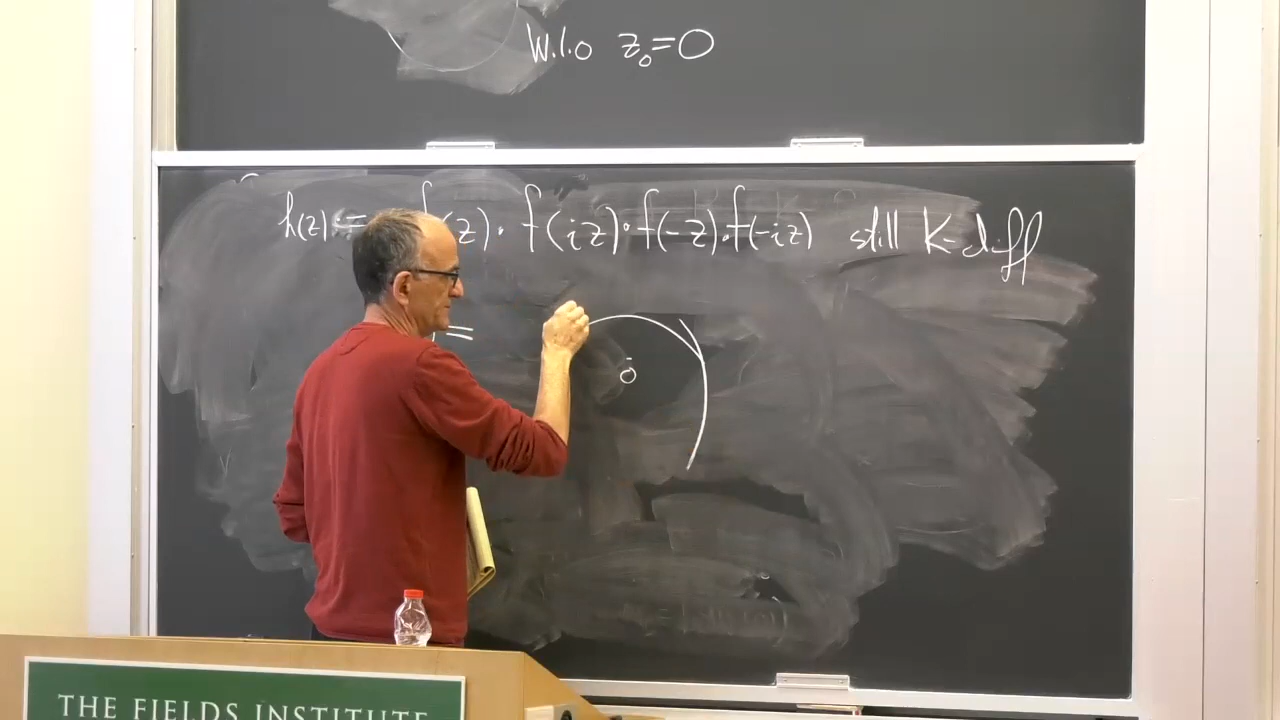 W.l.o z₀=0
h(z) := f(z)·f(iz)·f(-z)·f(-iz) still K-diff
=
0
THE FIELDS INSTITUTE